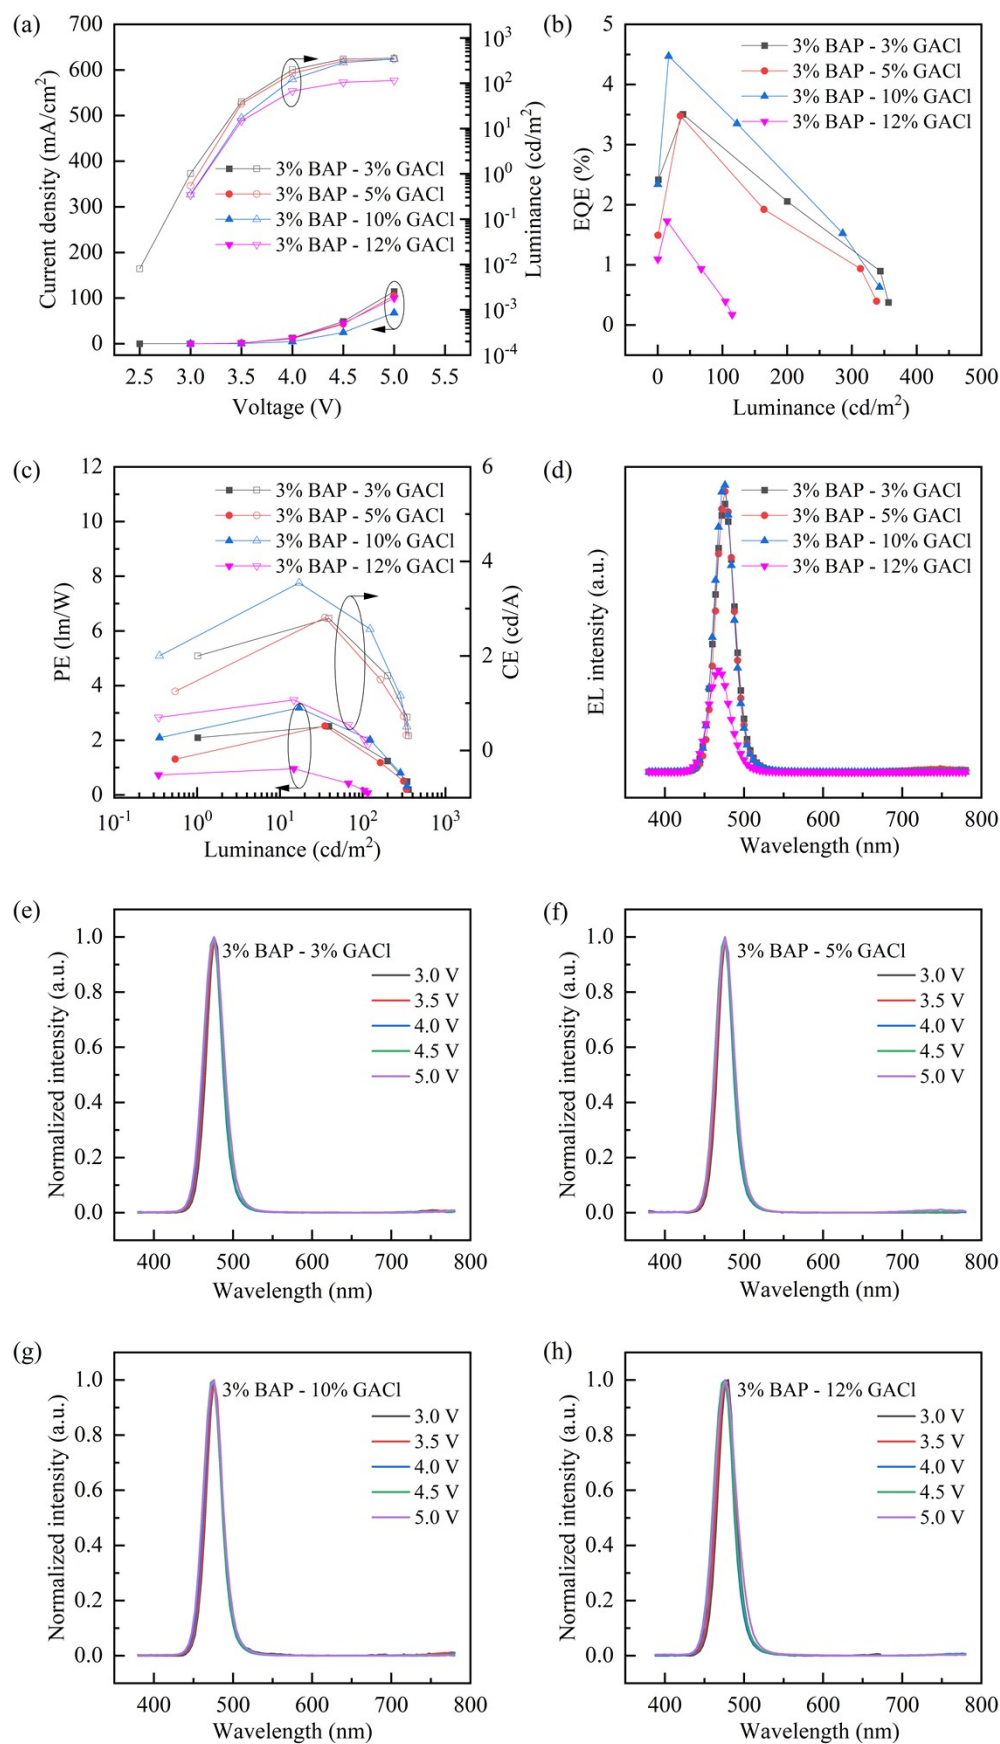 (a)
700
600
500
400
300
200
100
0
Current density (mA/cm²)
10³
10²
10¹
10⁰
10⁻¹
10⁻²
10⁻³
10⁻⁴
Luminance (cd/m²)
3% BAP - 3% GACl
3% BAP - 5% GACl
3% BAP - 10% GACl
3% BAP - 12% GACl
2.5 3.0 3.5 4.0 4.5 5.0 5.5
Voltage (V)
(b)
5
4
3
2
1
0
EQE (%)
3% BAP - 3% GACl
3% BAP - 5% GACl
3% BAP - 10% GACl
3% BAP - 12% GACl
0 100 200 300 400 500
Luminance (cd/m²)
(c)
12
10
8
6
4
2
0
PE (lm/W)
6
4
2
0
CE (cd/A)
3% BAP - 3% GACl
3% BAP - 5% GACl
3% BAP - 10% GACl
3% BAP - 12% GACl
10⁻¹ 10⁰ 10¹ 10² 10³
Luminance (cd/m²)
(d)
EL intensity (a.u.)
3% BAP - 3% GACl
3% BAP - 5% GACl
3% BAP - 10% GACl
3% BAP - 12% GACl
400 500 600 700 800
Wavelength (nm)
(e)
1.0
0.8
0.6
0.4
0.2
0.0
Normalized intensity (a.u.)
3% BAP - 3% GACl
3.0 V
3.5 V
4.0 V
4.5 V
5.0 V
400 500 600 700 800
Wavelength (nm)
(f)
1.0
0.8
0.6
0.4
0.2
0.0
Normalized intensity (a.u.)
3% BAP - 5% GACl
3.0 V
3.5 V
4.0 V
4.5 V
5.0 V
400 500 600 700 800
Wavelength (nm)
(g)
1.0
0.8
0.6
0.4
0.2
0.0
Normalized intensity (a.u.)
3% BAP - 10% GACl
3.0 V
3.5 V
4.0 V
4.5 V
5.0 V
400 500 600 700 800
Wavelength (nm)
(h)
1.0
0.8
0.6
0.4
0.2
0.0
Normalized intensity (a.u.)
3% BAP - 12% GACl
3.0 V
3.5 V
4.0 V
4.5 V
5.0 V
400 500 600 700 800
Wavelength (nm)